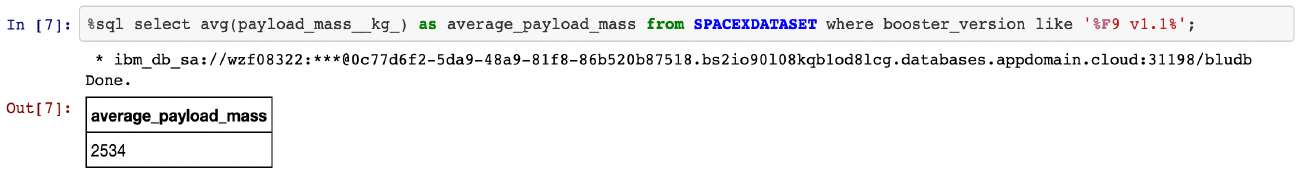 In [7]: %sql select avg(payload_mass__kg_) as average_payload_mass from SPACEXDATASET where booster_version like '%F9 v1.1%';
* ibm_db_sa://wzf08322:***@0c77d6f2-5da9-48a9-81f8-86b520b87518.bs2io90l08kqb1od8lcg.databases.appdomain.cloud:31198/bludb
Done.
Out[7]: average_payload_mass
2534